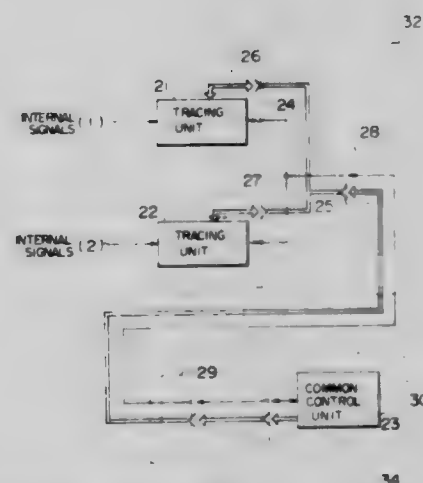 32
26
21
24
INTERNAL SIGNALS (1)
TRACING
UNIT
28
27
22
25
INTERNAL SIGNALS (2)
TRACING
UNIT
29
COMMON
CONTROL
UNIT
30
23
34